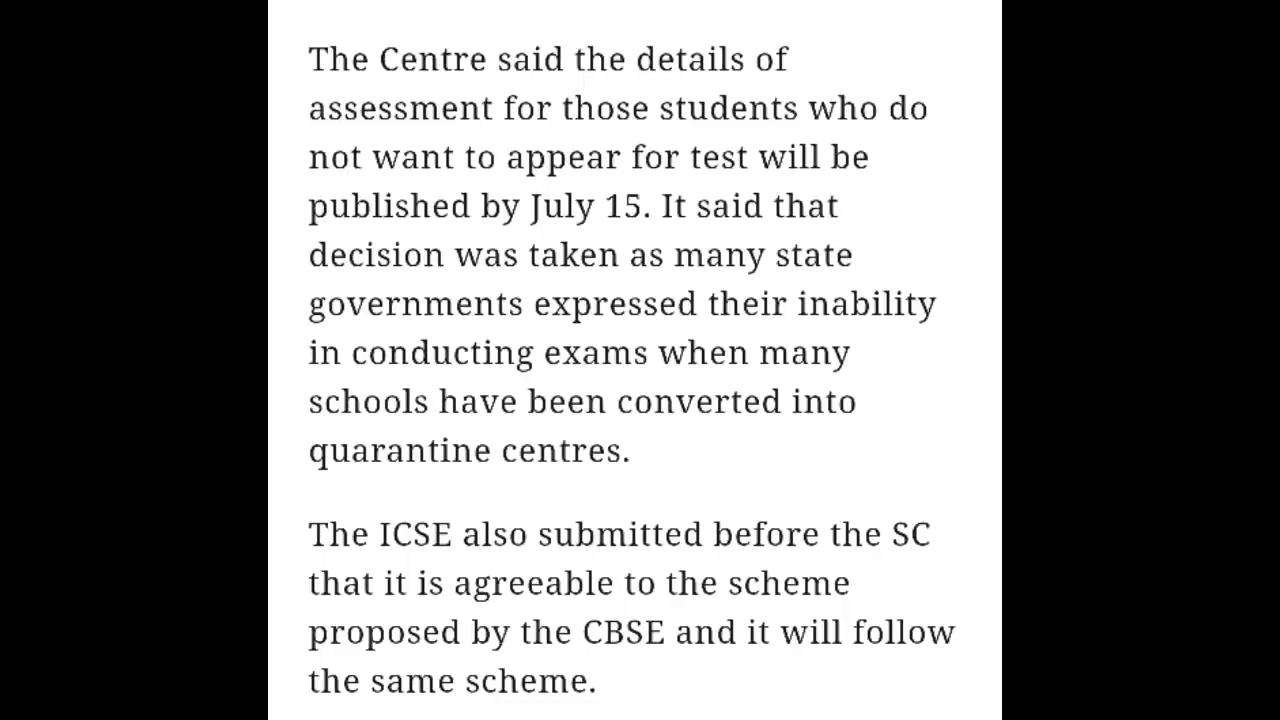 The Centre said the details of
assessment for those students who do
not want to appear for test will be
published by July 15. It said that
decision was taken as many state
governments expressed their inability
in conducting exams when many
schools have been converted into
quarantine centres.
The ICSE also submitted before the SC
that it is agreeable to the scheme
proposed by the CBSE and it will follow
the same scheme.